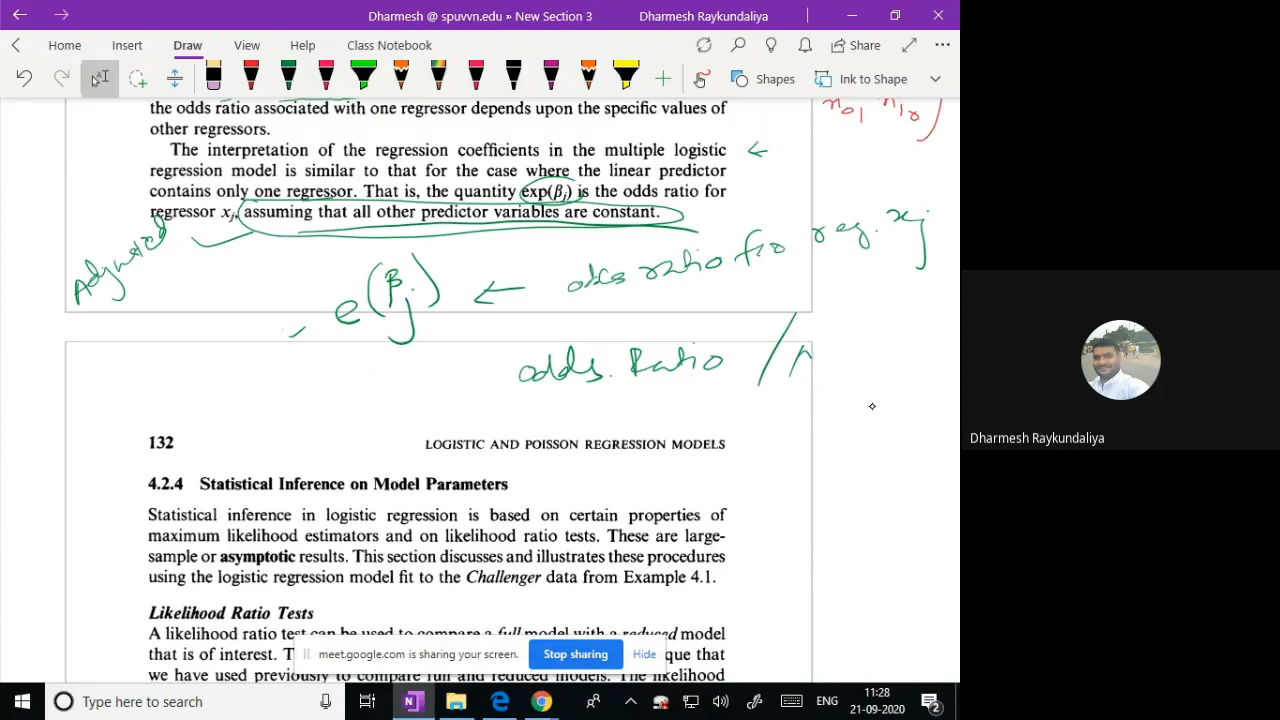 Dharmesh @ spuvvn.edu » New Section 3
Dharmesh Raykundaliya
Home Insert Draw View Help Class Notebook
Share
Shapes
Ink to Shape
the odds ratio associated with one regressor depends upon the specific values of
other regressors.
The interpretation of the regression coefficients in the multiple logistic
regression model is similar to that for the case where the linear predictor
contains only one regressor. That is, the quantity exp(βj) is the odds ratio for
regressor xj, assuming that all other predictor variables are constant.
Adjusted
e(βj) ← odds ratio for reg. xj
odds. Ratio /
132
LOGISTIC AND POISSON REGRESSION MODELS
4.2.4 Statistical Inference on Model Parameters
Statistical inference in logistic regression is based on certain properties of
maximum likelihood estimators and on likelihood ratio tests. These are large-
sample or asymptotic results. This section discusses and illustrates these procedures
using the logistic regression model fit to the Challenger data from Example 4.1.
Likelihood Ratio Tests
A likelihood ratio test can be used to compare a full model with a reduced model
that is of interest.
we have used previously to compare full and reduced models. The likelihood
meet.google.com is sharing your screen.
Stop sharing
Hide
Dharmesh Raykundaliya
Type here to search
ENG
11:28
21-09-2020
2